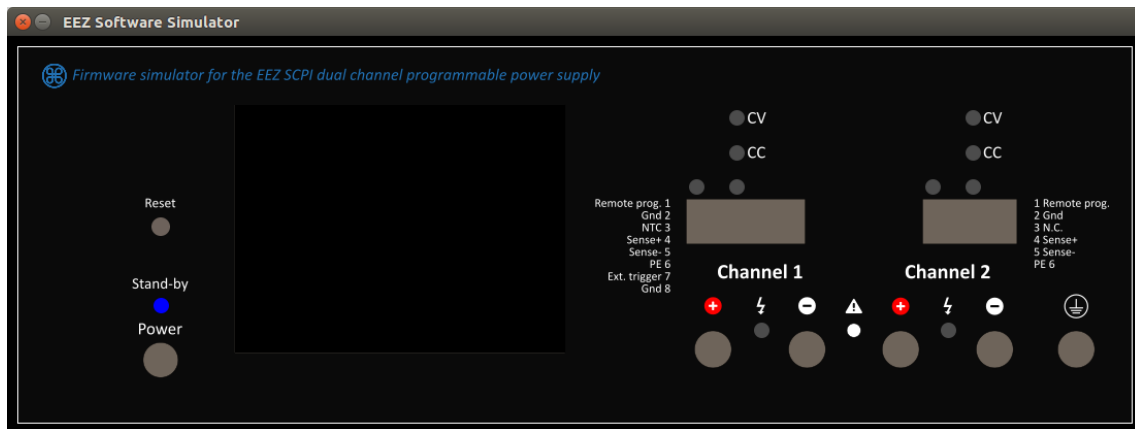 EEZ Software Simulator
Firmware simulator for the EEZ SCPI dual channel programmable power supply
CV
CV
CC
CC
Reset
Remote prog. 1
Gnd 2
NTC 3
Sense+ 4
Sense- 5
PE 6
Ext. trigger 7
Gnd 8
1 Remote prog.
2 Gnd
3 N.C.
4 Sense+
5 Sense-
PE 6
Channel 1
Channel 2
Stand-by
Power